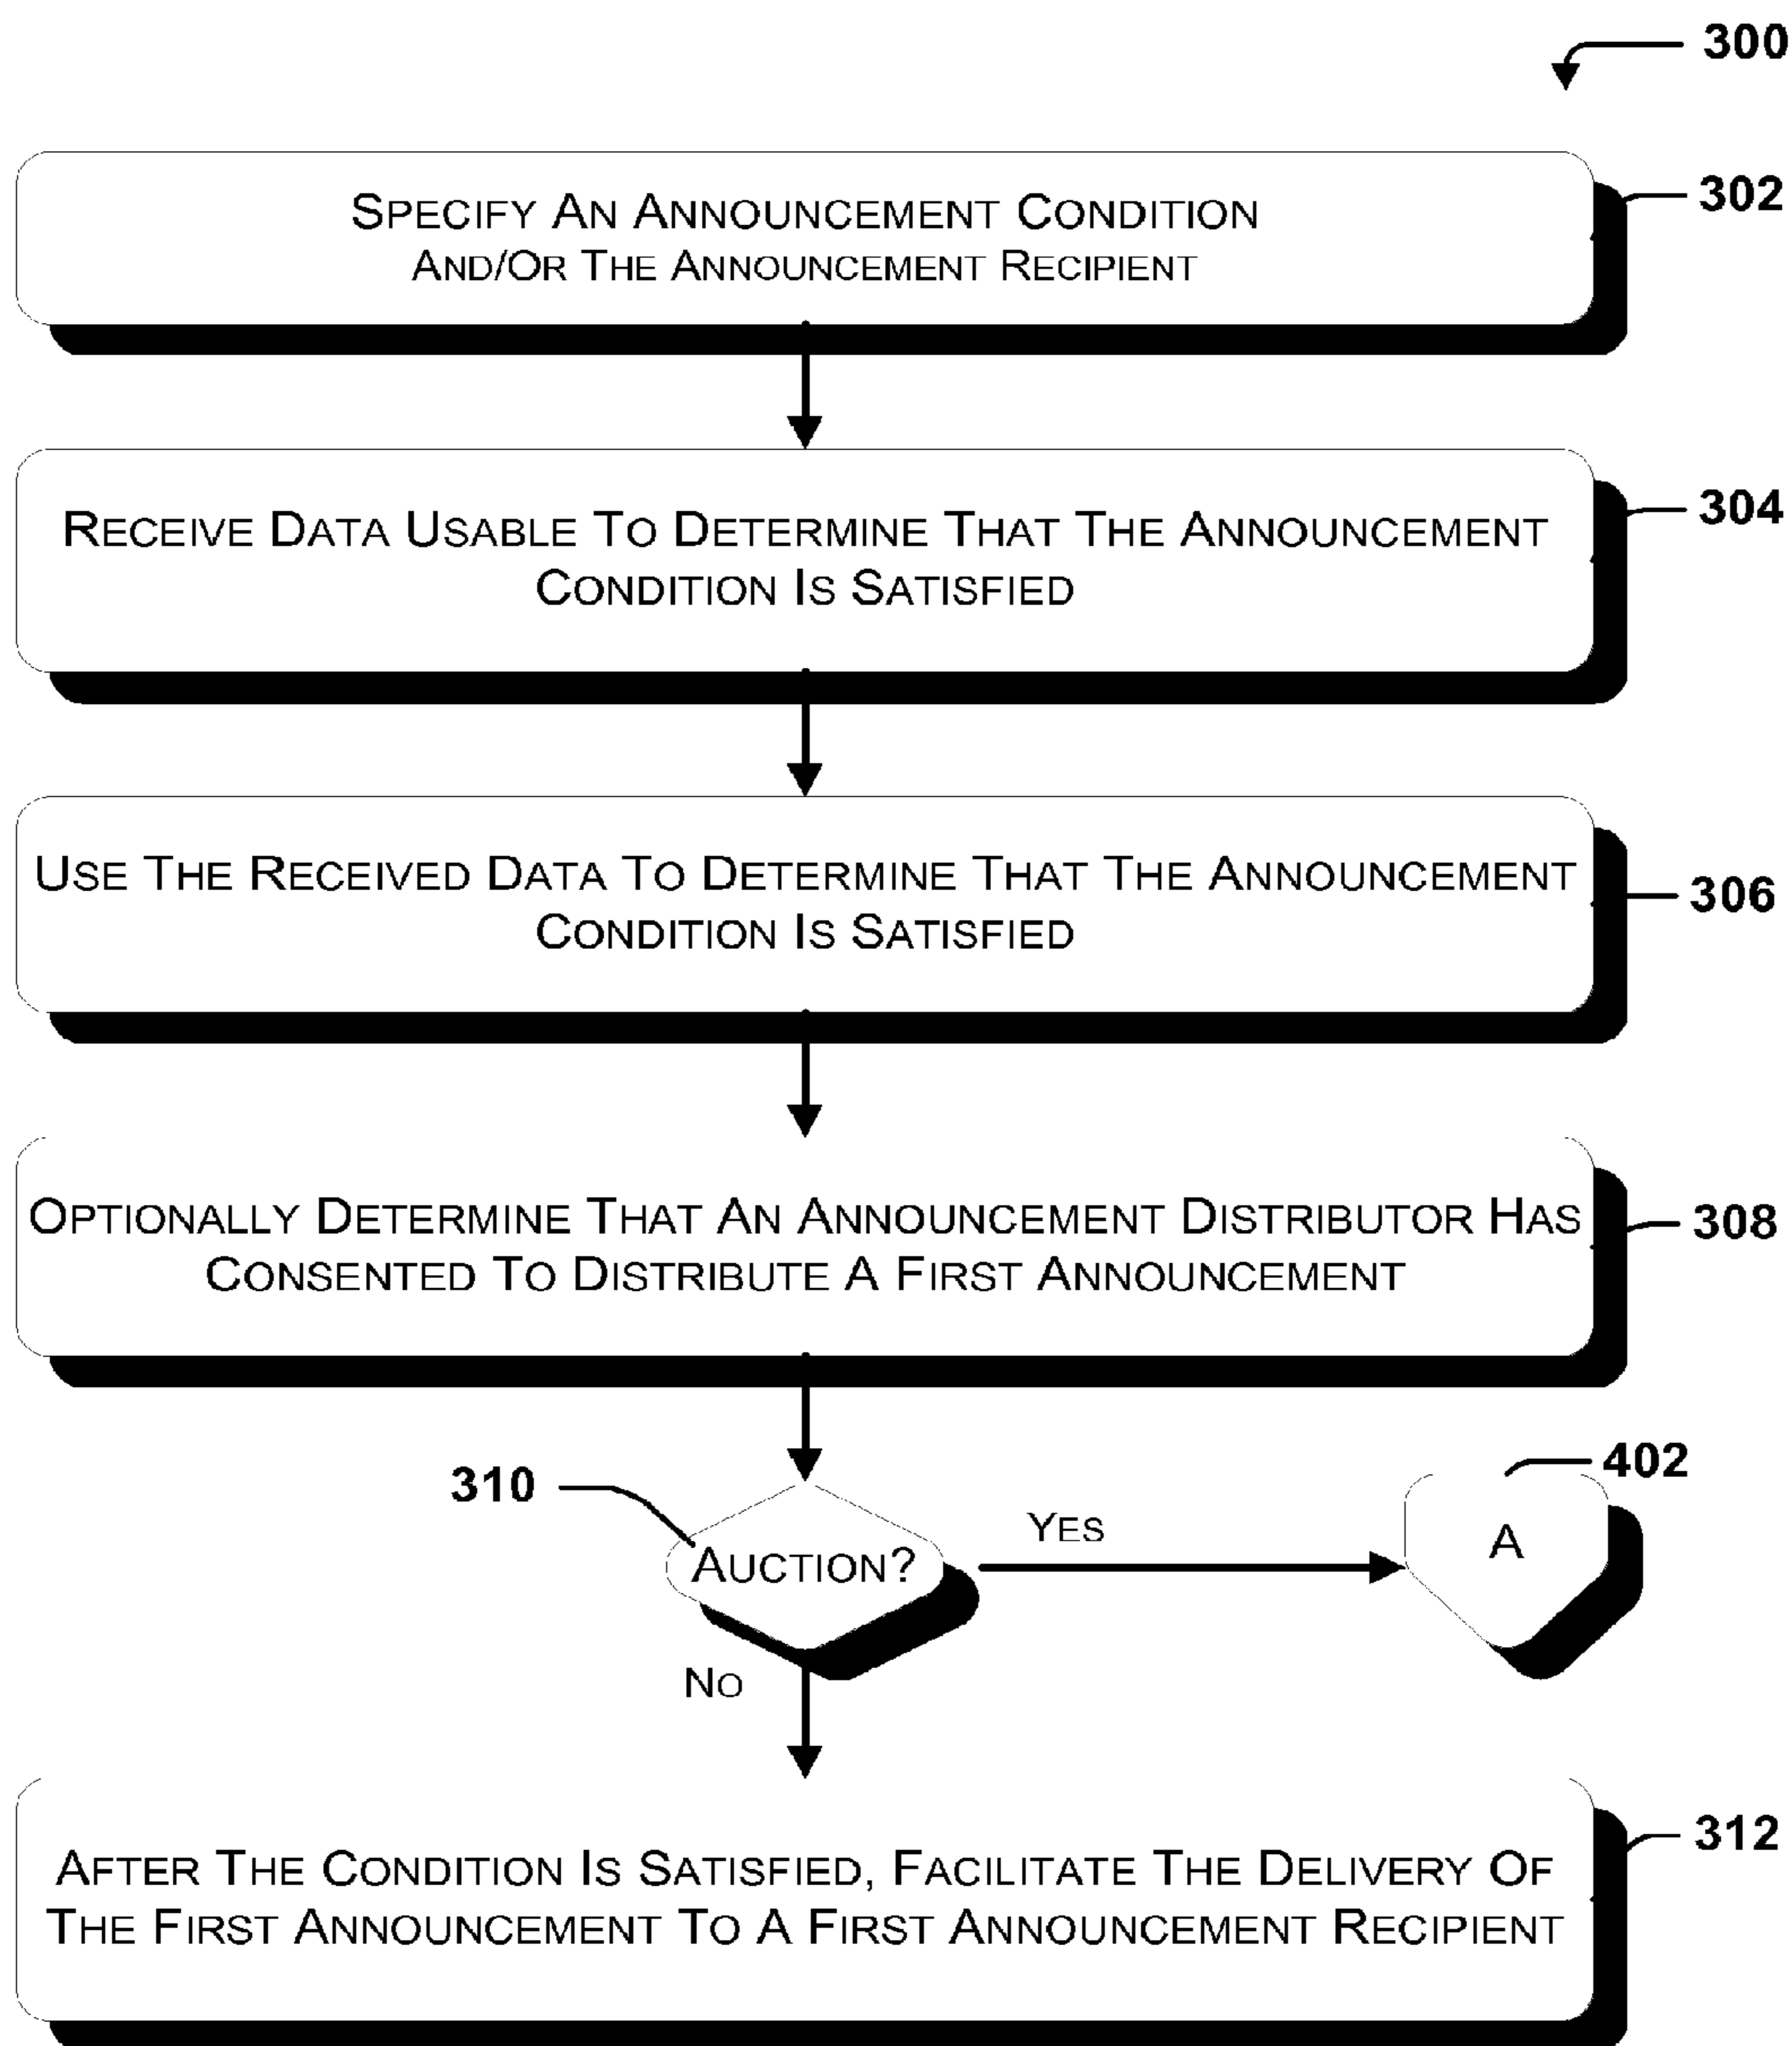 300
SPECIFY AN ANNOUNCEMENT CONDITION
AND/OR THE ANNOUNCEMENT RECIPIENT
302
RECEIVE DATA USABLE TO DETERMINE THAT THE ANNOUNCEMENT
CONDITION IS SATISFIED
304
USE THE RECEIVED DATA TO DETERMINE THAT THE ANNOUNCEMENT
CONDITION IS SATISFIED
306
OPTIONALLY DETERMINE THAT AN ANNOUNCEMENT DISTRIBUTOR HAS
CONSENTED TO DISTRIBUTE A FIRST ANNOUNCEMENT
308
310
AUCTION?
YES
402
A
NO
AFTER THE CONDITION IS SATISFIED, FACILITATE THE DELIVERY OF
THE FIRST ANNOUNCEMENT TO A FIRST ANNOUNCEMENT RECIPIENT
312